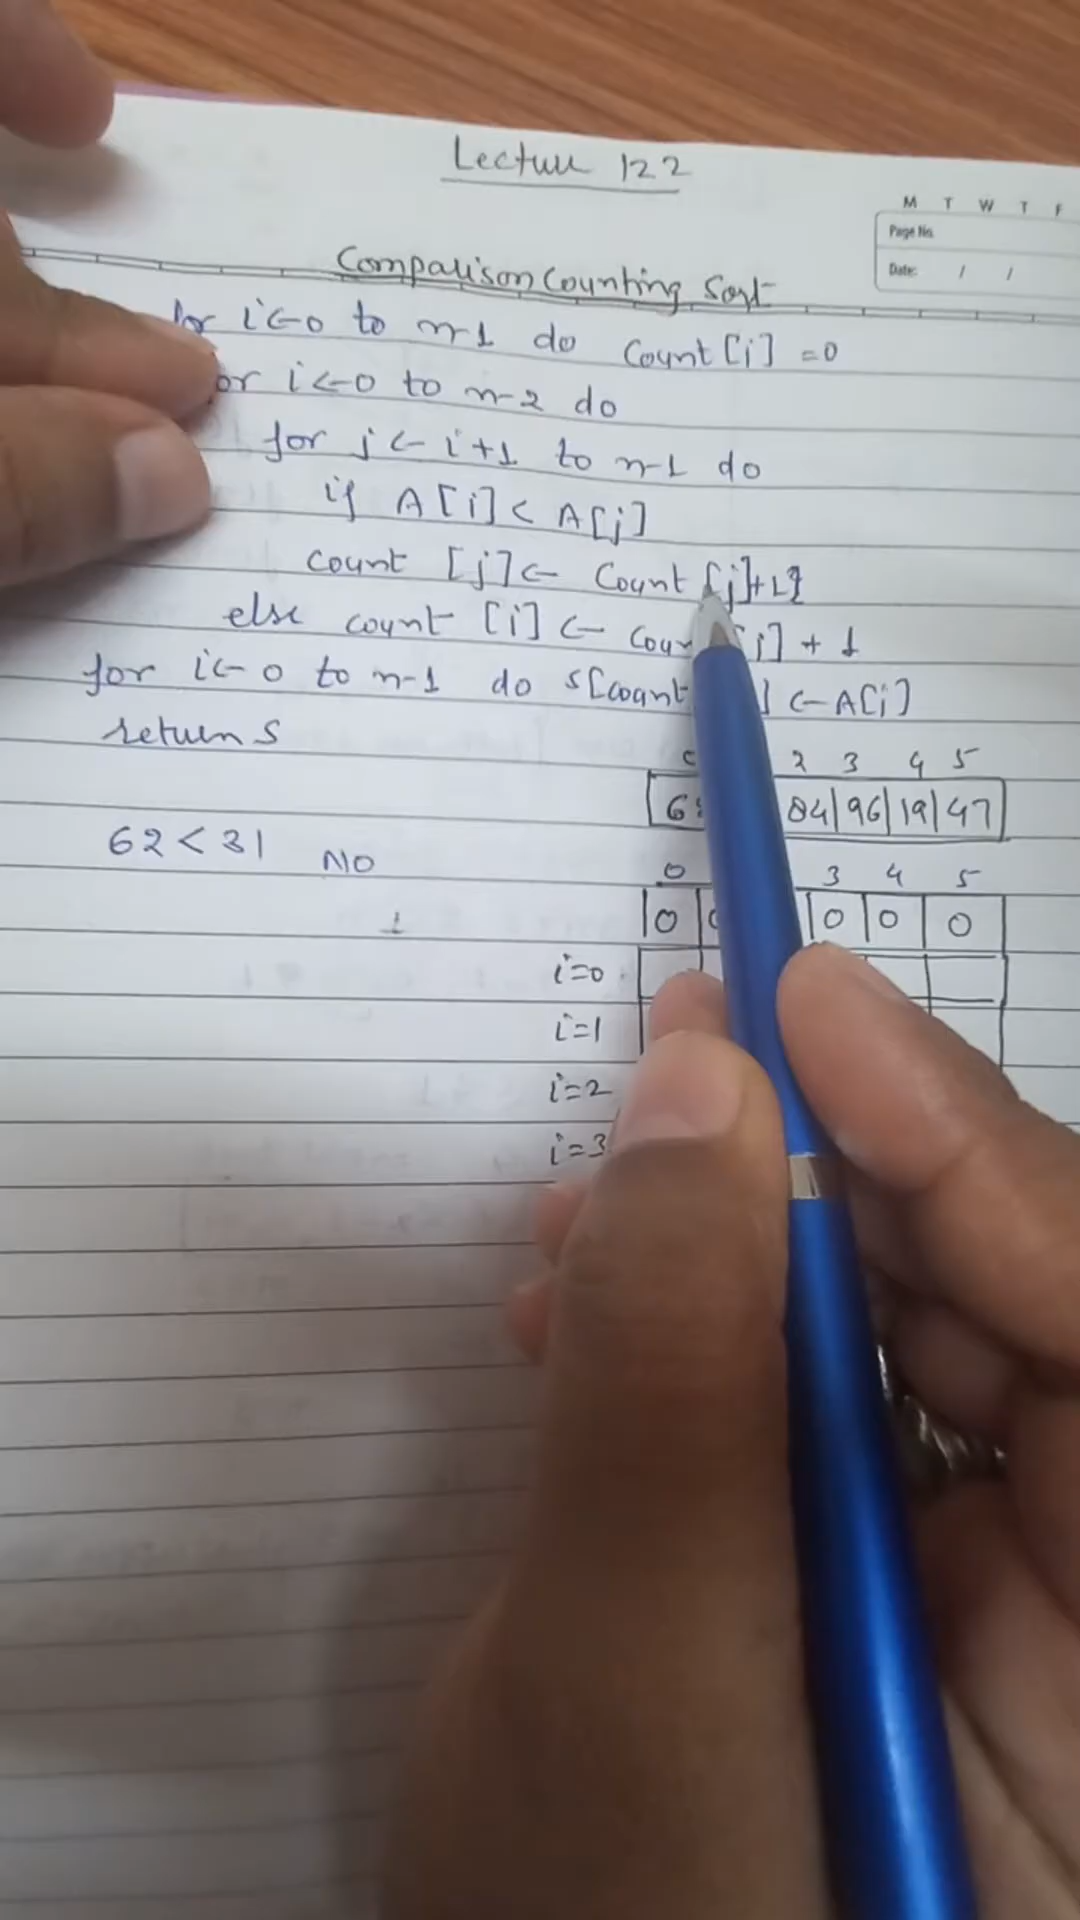 Lecture 122
M T W T F
Page No.
Date: / /
Comparison Counting Sort
for i<-0 to n-1 do Count[i] =0
for i<-0 to n-2 do
for j<-i+1 to n-1 do
if A[i]< A[j]
count [j]<- Count [j]+1
else count [i] <- [i] + 1
for i<-0 to n-1 do S[count ] <-A[i]
return S
2 3 4 5
84|96|19|47
62<31 NO
0 3 4 5
0 0 0 0
1
i=0
i=1
i=2
i=3